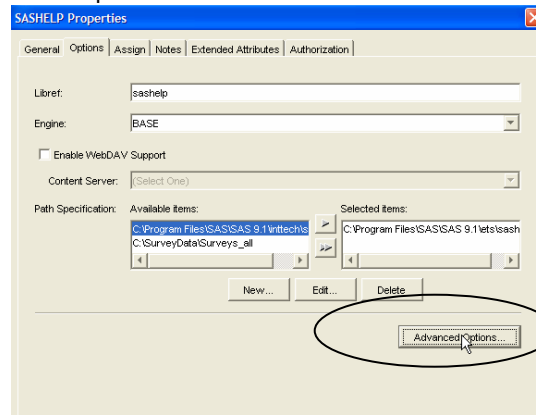 SASHELP Properties
General Options Assign Notes Extended Attributes Authorization
Libref: sashelp
Engine: BASE
Enable WebDAV Support
Content Server: (Select One)
Path Specification: Available items: Selected items:
C:\Program Files\SAS\SAS 9.1\inttech\s C:\Program Files\SAS\SAS 9.1\ets\sash
C:\SurveyData\Surveys_all
New... Edit... Delete
Advanced Options...